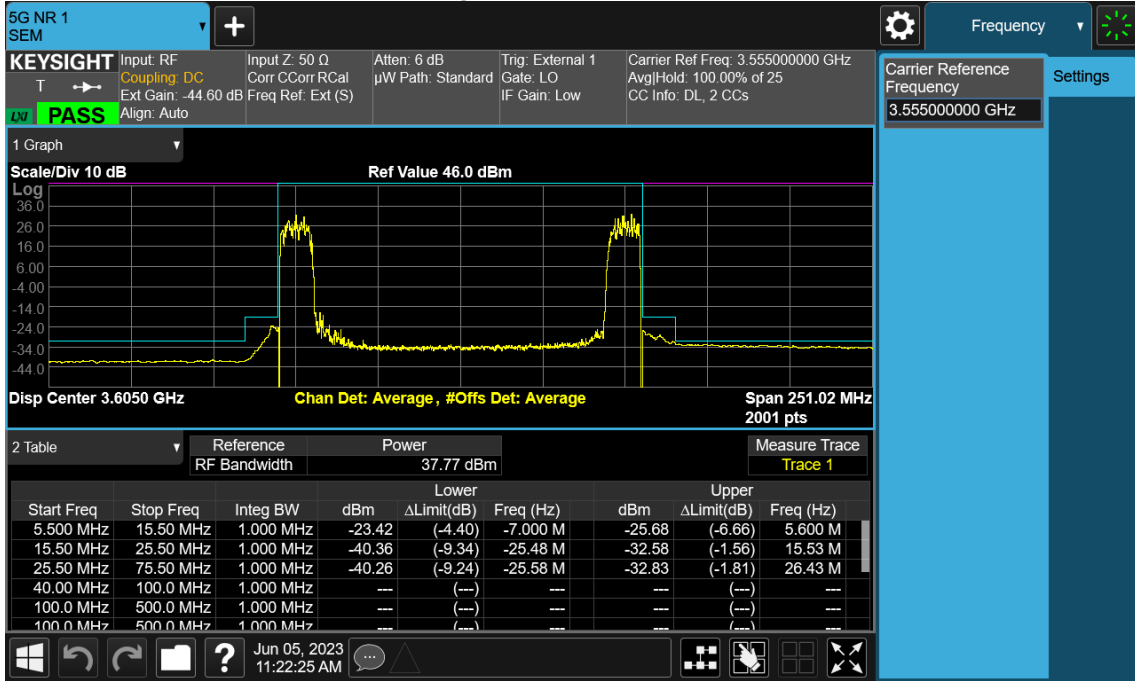 5G NR 1
SEM
+
Frequency
KEYSIGHT
T
LXI PASS
Input: RF
Coupling: DC
Ext Gain: -44.60 dB
Align: Auto
Input Z: 50 Ω
Corr CCorr RCal
Freq Ref: Ext (S)
Atten: 6 dB
µW Path: Standard
Trig: External 1
Gate: LO
IF Gain: Low
Carrier Ref Freq: 3.555000000 GHz
Avg|Hold: 100.00% of 25
CC Info: DL, 2 CCs
Carrier Reference
Frequency
3.555000000 GHz
Settings
1 Graph
Scale/Div 10 dB Ref Value 46.0 dBm
Log
36.0
26.0
16.0
6.00
-4.00
-14.0
-24.0
-34.0
-44.0
Disp Center 3.6050 GHz Chan Det: Average, #Offs Det: Average Span 251.02 MHz
2001 pts
2 Table Reference Power Measure Trace
RF Bandwidth 37.77 dBm Trace 1
Lower Upper
Start Freq Stop Freq Integ BW dBm ΔLimit(dB) Freq (Hz) dBm ΔLimit(dB) Freq (Hz)
5.500 MHz 15.50 MHz 1.000 MHz -23.42 (-4.40) -7.000 M -25.68 (-6.66) 5.600 M
15.50 MHz 25.50 MHz 1.000 MHz -40.36 (-9.34) -25.48 M -32.58 (-1.56) 15.53 M
25.50 MHz 75.50 MHz 1.000 MHz -40.26 (-9.24) -25.58 M -32.83 (-1.81) 26.43 M
40.00 MHz 100.0 MHz 1.000 MHz --- (---) --- --- (---) ---
100.0 MHz 500.0 MHz 1.000 MHz --- (---) --- --- (---) ---
100.0 MHz 500.0 MHz 1.000 MHz --- (---) --- --- (---) ---
? Jun 05, 2023
11:22:25 AM